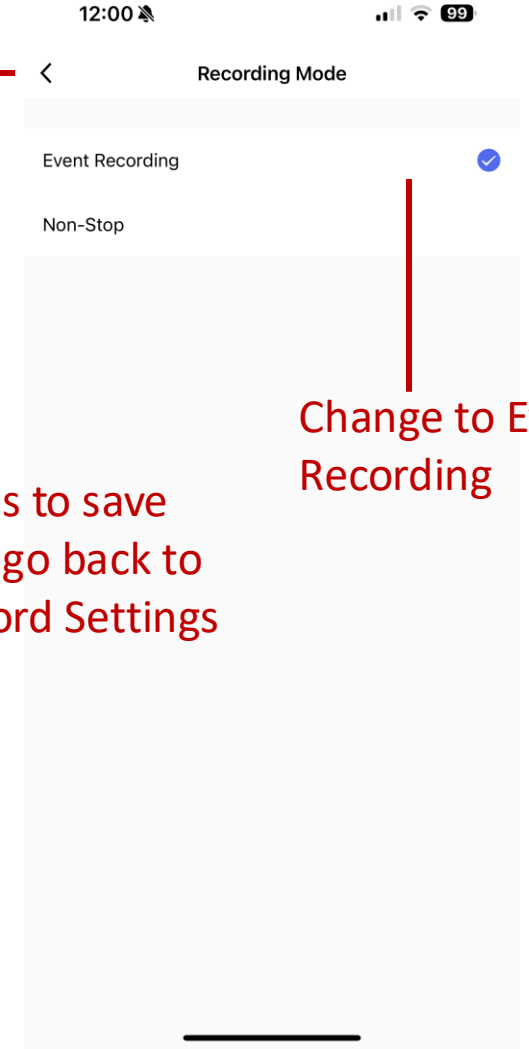 12:00
99
Recording Mode
Event Recording
Non-Stop
Change to E
Recording
s to save
go back to
ord Settings